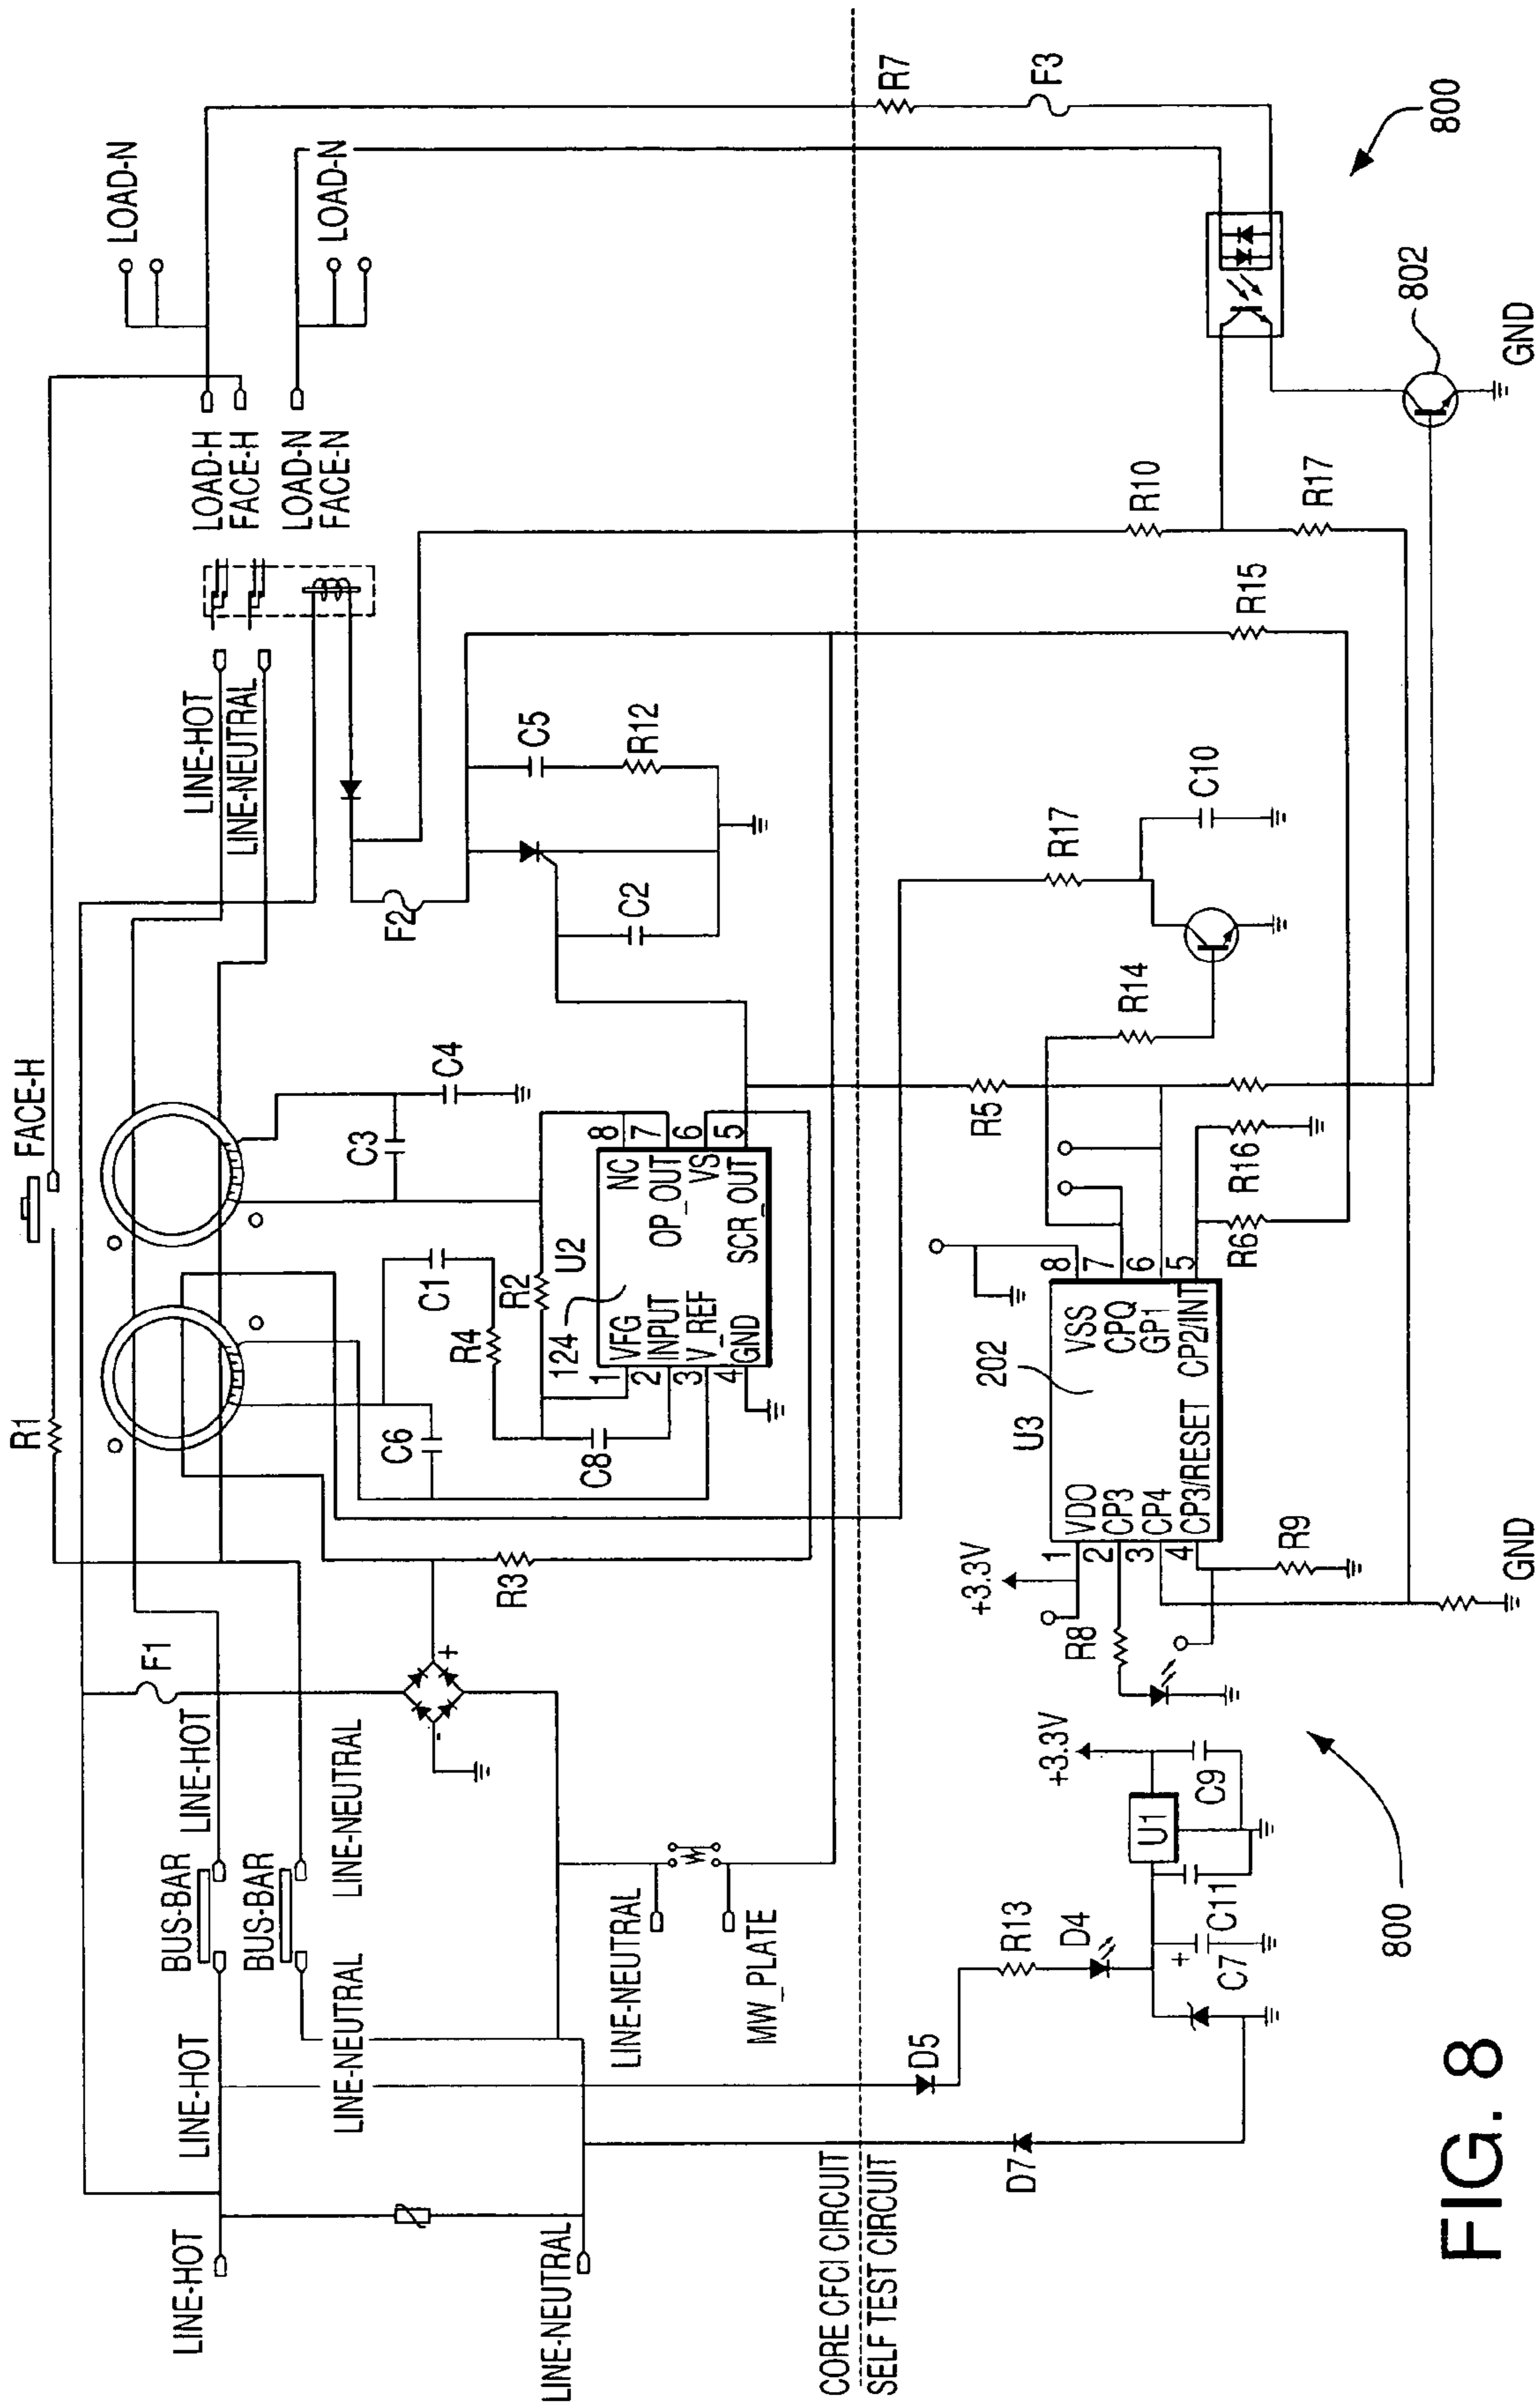 FACE-H
R1
LOAD-N
LOAD-N
LOAD-H
FACE-H
LOAD-N
FACE-N
LINE-HOT
LINE-NEUTRAL
F1
LINE-HOT
BUS-BAR
BUS-BAR
LINE-NEUTRAL
LINE-HOT
LINE-NEUTRAL
LINE-HOT
LINE-NEUTRAL
LINE-NEUTRAL
MW_PLATE
W
+
-
R3
C6
C1
R4
R2
C8
C3
C4
U2
124
1 VFG
2 INPUT
3 V_REF
4 GND
NC 8
OP_OUT 7
VS 6
SCR_OUT 5
F2
C2
C5
R12
CORE CFCI CIRCUIT
SELF TEST CIRCUIT
R7
F3
D7
D5
R13
D4
+
C7
C11
U1
C9
+3.3V
+3.3V
R8
R9
GND
U3
202
1 VDO
2 CP3
3 CP4
4 CP3/RESET
VSS 8
CPQ 7
GP1 6
CP2/INT 5
R6
R16
R5
R14
R17
C10
R15
R10
R17
802
GND
800
800
FIG. 8